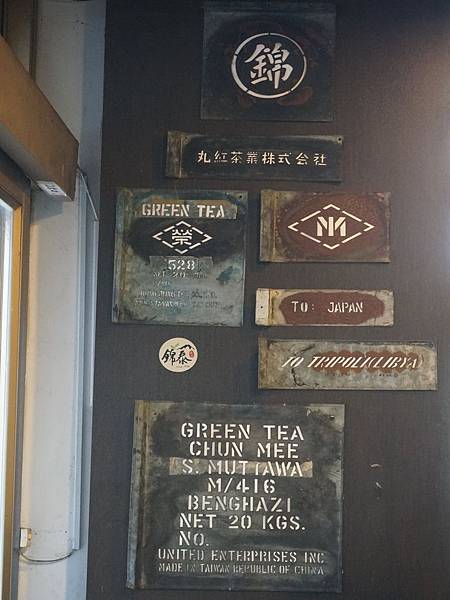 錦
丸紅茶業株式会社
GREEN TEA
榮
528
M
TO: JAPAN
錦泰
TO TRIPOLI(LIBYA)
GREEN TEA
CHUN MEE
S. MUTTAWA
M/416
BENGHAZI
NET 20 KGS.
NO.
UNITED ENTERPRISES INC
MADE IN TAIWAN REPUBLIC OF CHINA